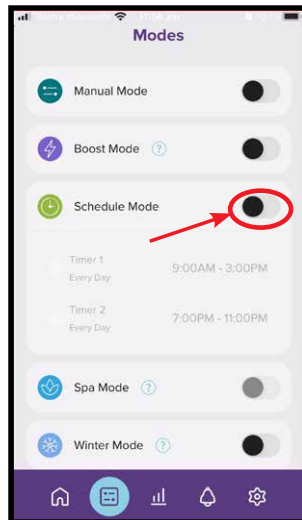 Modes
Manual Mode
Boost Mode ?
Schedule Mode
Timer 1
9:00AM - 3:00PM
Every Day
Timer 2
7:00PM - 11:00PM
Every Day
Spa Mode ?
Winter Mode ?